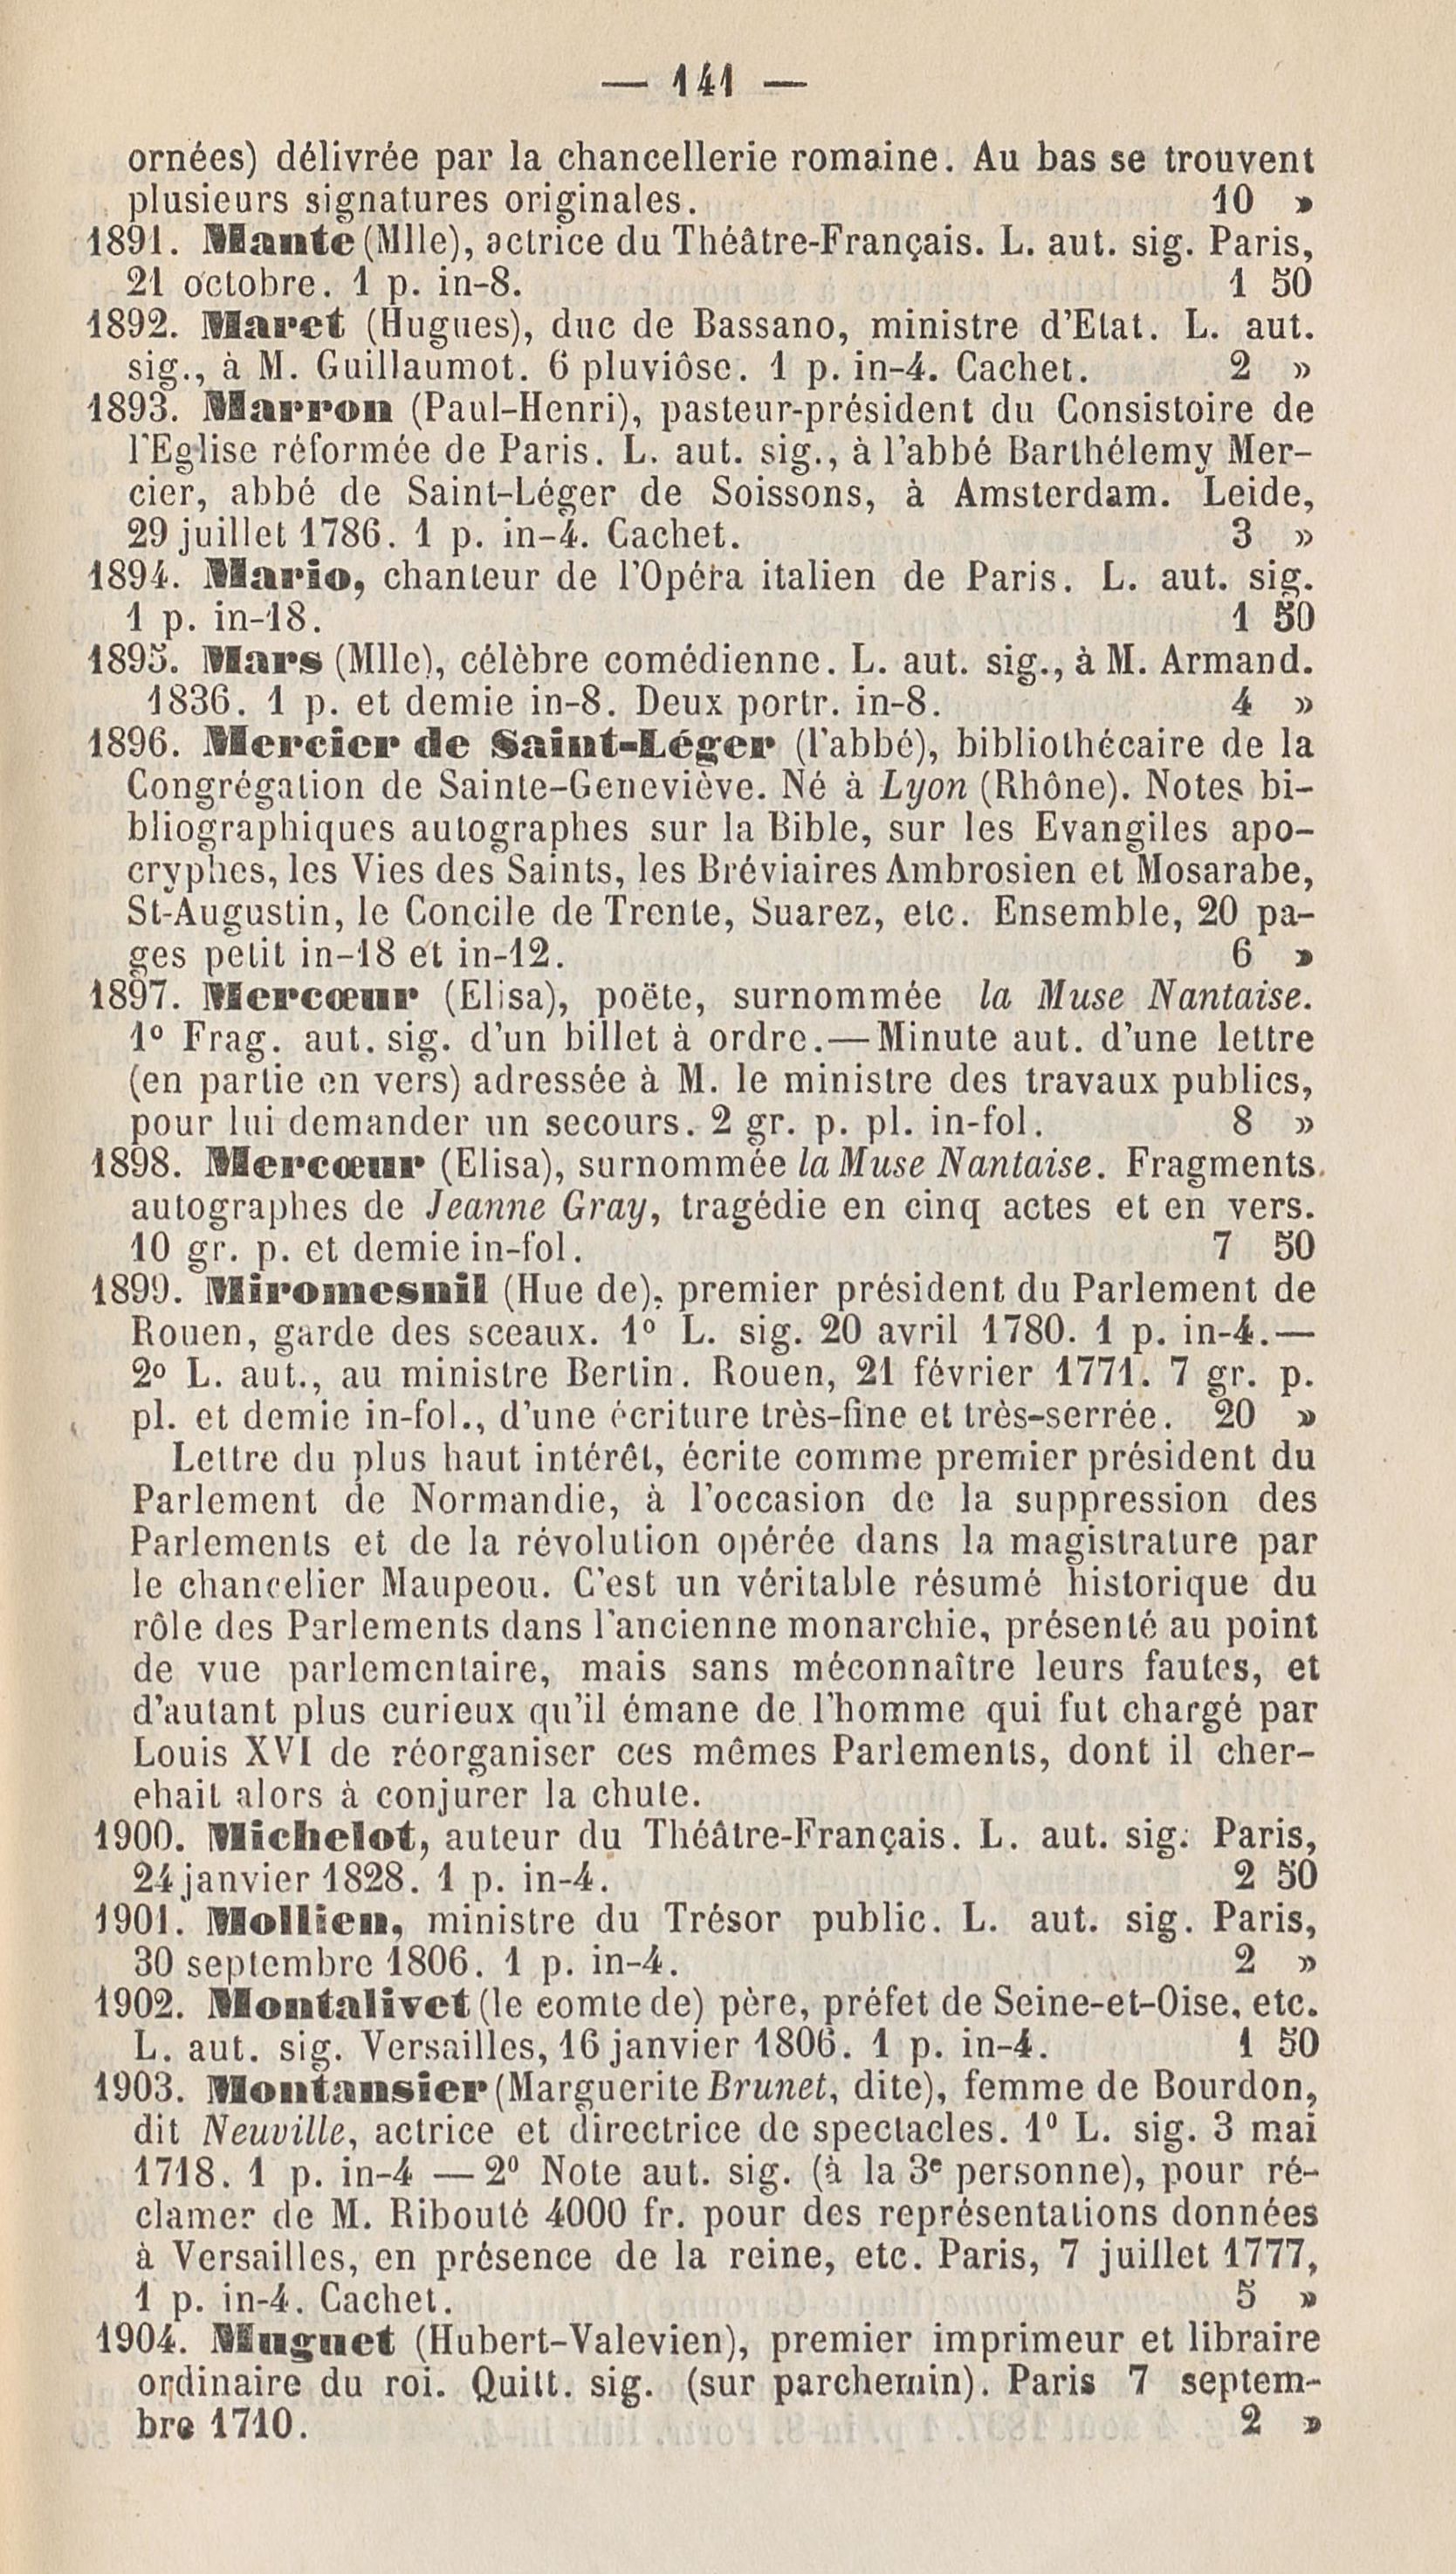 — 141 —
ornées) délivrée par la chancellerie romaine. Au bas se trouvent
plusieurs signatures originales. 10 »
1891. Mante (Mlle), actrice du Théâtre-Français. L. aut. sig. Paris,
21 octobre. 1 p. in-8. 1 50
1892. Maret (Hugues), duc de Bassano, ministre d'Etat. L. aut.
sig., à M. Guillaumot. 6 pluviôse. 1 p. in-4. Cachet. 2 »
1893. Marron (Paul-Henri), pasteur-président du Consistoire de
l'Eglise réformée de Paris. L. aut. sig., à l'abbé Barthélemy Mer-
cier, abbé de Saint-Léger de Soissons, à Amsterdam. Leide,
29 juillet 1786. 1 p. in-4. Cachet. 3 »
1894. Mario, chanteur de l'Opéra italien de Paris. L. aut. sig.
1 p. in-18. 1 50
1895. Mars (Mlle), célèbre comédienne. L. aut. sig., à M. Armand.
1836. 1 p. et demie in-8. Deux portr. in-8. 4 »
1896. Mercier de Saint-Léger (l'abbé), bibliothécaire de la
Congrégation de Sainte-Geneviève. Né à Lyon (Rhône). Notes bi-
bliographiques autographes sur la Bible, sur les Evangiles apo-
cryphes, les Vies des Saints, les Bréviaires Ambrosien et Mosarabe,
St-Augustin, le Concile de Trente, Suarez, etc. Ensemble, 20 pa-
ges petit in-18 et in-12. 6 »
1897. Mercœur (Elisa), poëte, surnommée la Muse Nantaise.
1º Frag. aut. sig. d'un billet à ordre.—Minute aut. d'une lettre
(en partie en vers) adressée à M. le ministre des travaux publics,
pour lui demander un secours. 2 gr. p. pl. in-fol. 8 »
1898. Mercœur (Elisa), surnommée la Muse Nantaise. Fragments
autographes de Jeanne Gray, tragédie en cinq actes et en vers.
10 gr. p. et demie in-fol. 7 50
1899. Miromesnil (Hue de), premier président du Parlement de
Rouen, garde des sceaux. 1º L. sig. 20 avril 1780. 1 p. in-4.—
2º L. aut., au ministre Bertin. Rouen, 21 février 1771. 7 gr. p.
pl. et demie in-fol., d'une écriture très-fine et très-serrée. 20 »
Lettre du plus haut intérêt, écrite comme premier président du
Parlement de Normandie, à l'occasion de la suppression des
Parlements et de la révolution opérée dans la magistrature par
le chancelier Maupeou. C'est un véritable résumé historique du
rôle des Parlements dans l'ancienne monarchie, présenté au point
de vue parlementaire, mais sans méconnaître leurs fautes, et
d'autant plus curieux qu'il émane de l'homme qui fut chargé par
Louis XVI de réorganiser ces mêmes Parlements, dont il cher-
chait alors à conjurer la chute.
1900. Michelot, auteur du Théâtre-Français. L. aut. sig. Paris,
24 janvier 1828. 1 p. in-4. 2 50
1901. Mollien, ministre du Trésor public. L. aut. sig. Paris,
30 septembre 1806. 1 p. in-4. 2 »
1902. Montalivet (le comte de) père, préfet de Seine-et-Oise, etc.
L. aut. sig. Versailles, 16 janvier 1806. 1 p. in-4. 1 50
1903. Montansier (Marguerite Brunet, dite), femme de Bourdon,
dit Neuville, actrice et directrice de spectacles. 1º L. sig. 3 mai
1718. 1 p. in-4 — 2º Note aut. sig. (à la 3e personne), pour ré-
clamer de M. Ribouté 4000 fr. pour des représentations données
à Versailles, en présence de la reine, etc. Paris, 7 juillet 1777,
1 p. in-4. Cachet. 5 »
1904. Muguet (Hubert-Valevien), premier imprimeur et libraire
ordinaire du roi. Quitt. sig. (sur parchemin). Paris 7 septem-
bre 1710. 2 »